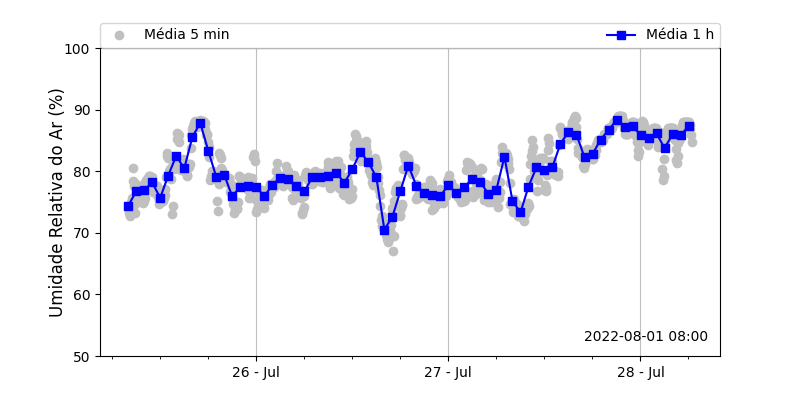 Média 5 min
Média 1 h
Umidade Relativa do Ar (%)
100
90
80
70
60
50
2022-08-01 08:00
26 - Jul
27 - Jul
28 - Jul